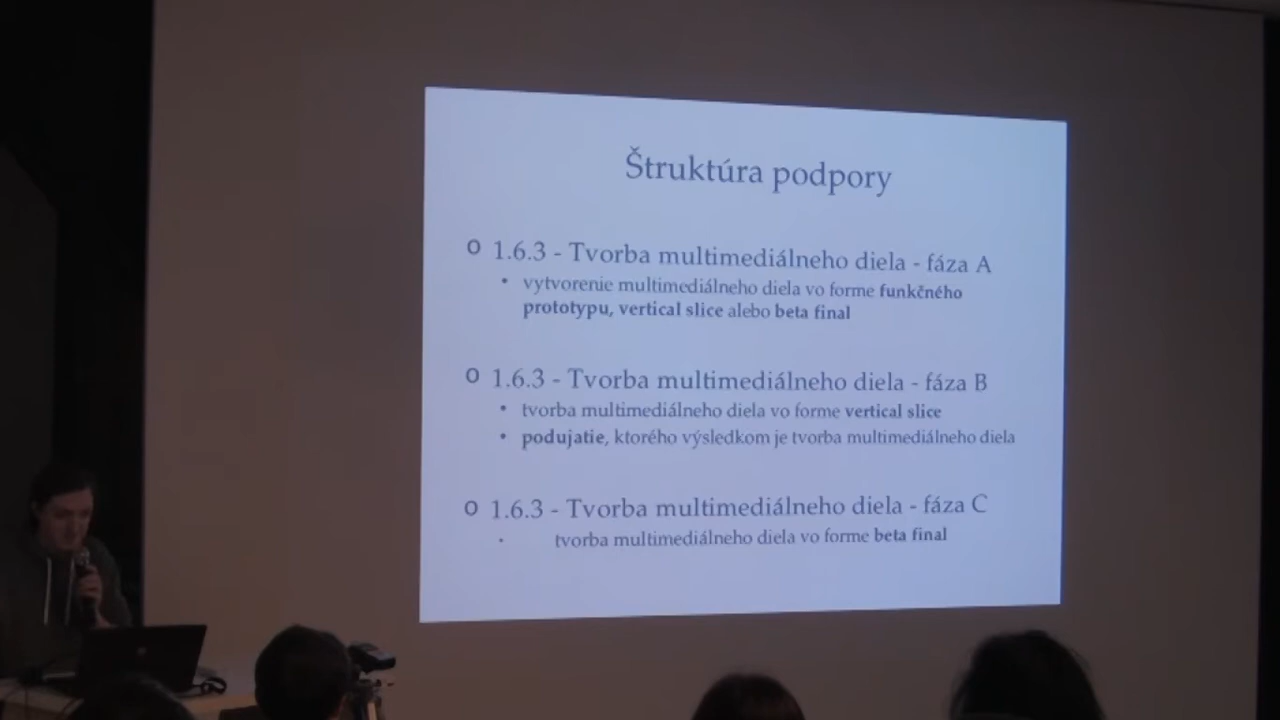 Štruktúra podpory
o 1.6.3 - Tvorba multimediálneho diela - fáza A
• vytvorenie multimediálneho diela vo forme funkčného
prototypu, vertical slice alebo beta final
o 1.6.3 - Tvorba multimediálneho diela - fáza B
• tvorba multimediálneho diela vo forme vertical slice
• podujatie, ktorého výsledkom je tvorba multimediálneho diela
o 1.6.3 - Tvorba multimediálneho diela - fáza C
• tvorba multimediálneho diela vo forme beta final